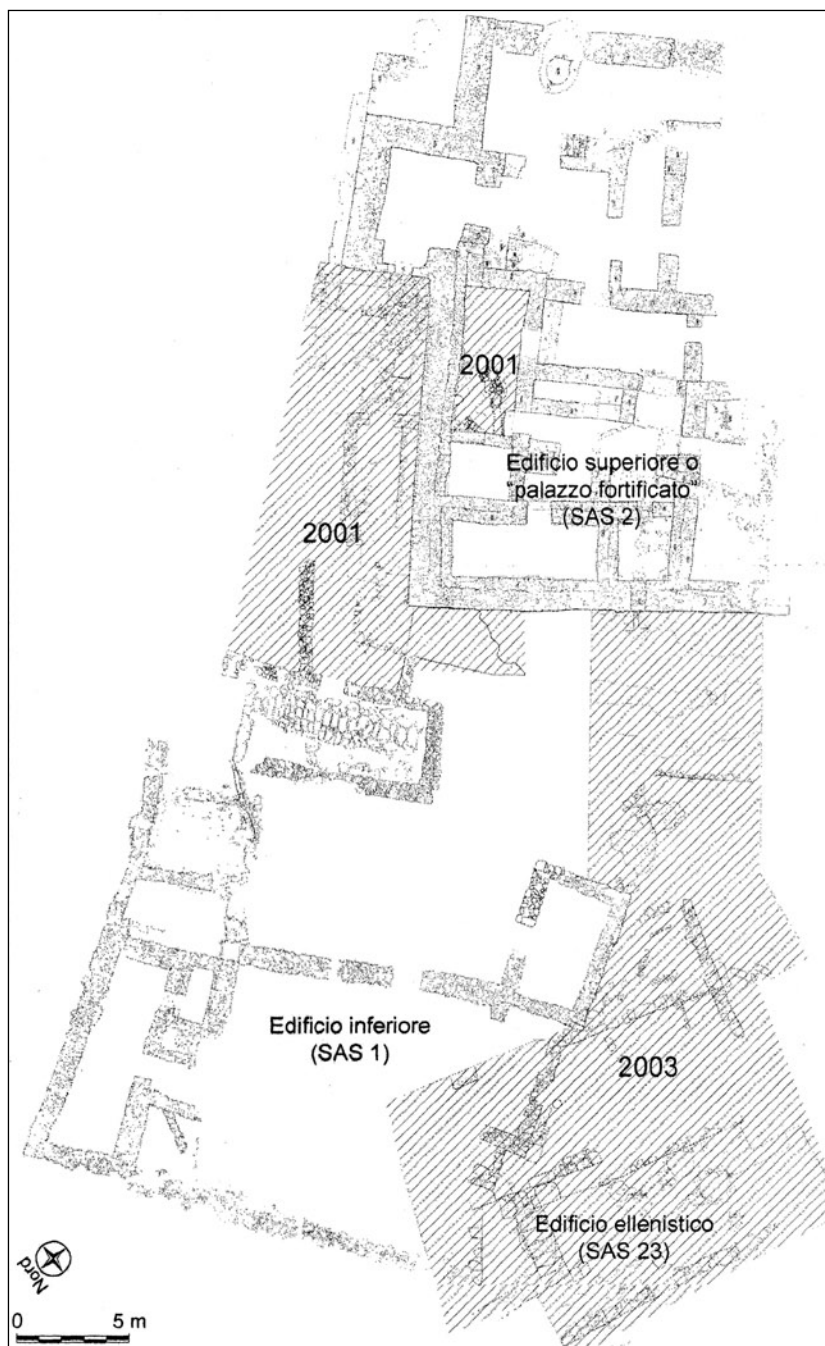 2001
Edificio superiore o
"palazzo fortificato"
(SAS 2)
2001
Edificio inferiore
(SAS 1)
2003
Edificio ellenistico
(SAS 23)
Nord
0 5 m